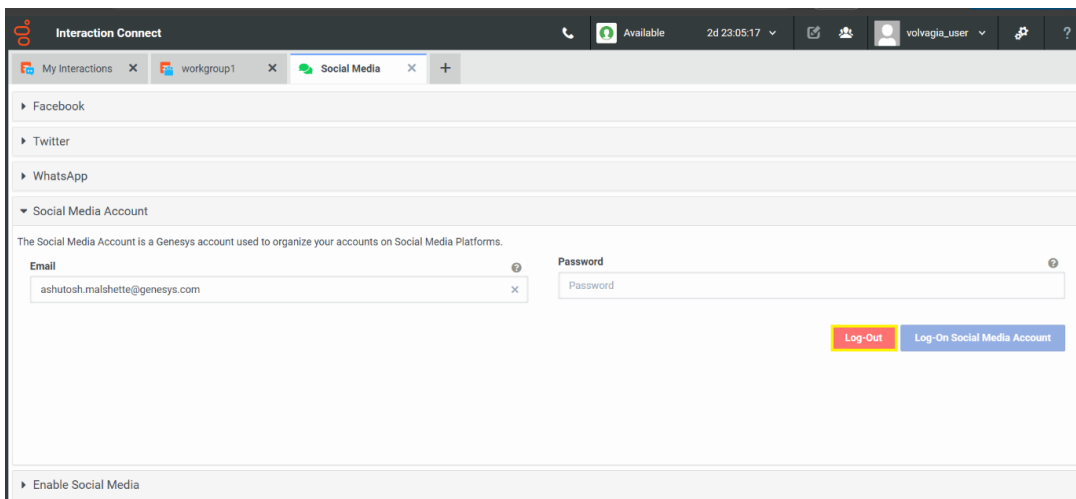 Interaction Connect
Available
2d 23:05:17
volvagia_user
?
My Interactions
workgroup1
Social Media
+
Facebook
Twitter
WhatsApp
Social Media Account
The Social Media Account is a Genesys account used to organize your accounts on Social Media Platforms.
Email
Password
ashutosh.malshette@genesys.com
Password
Log-Out
Log-On Social Media Account
Enable Social Media